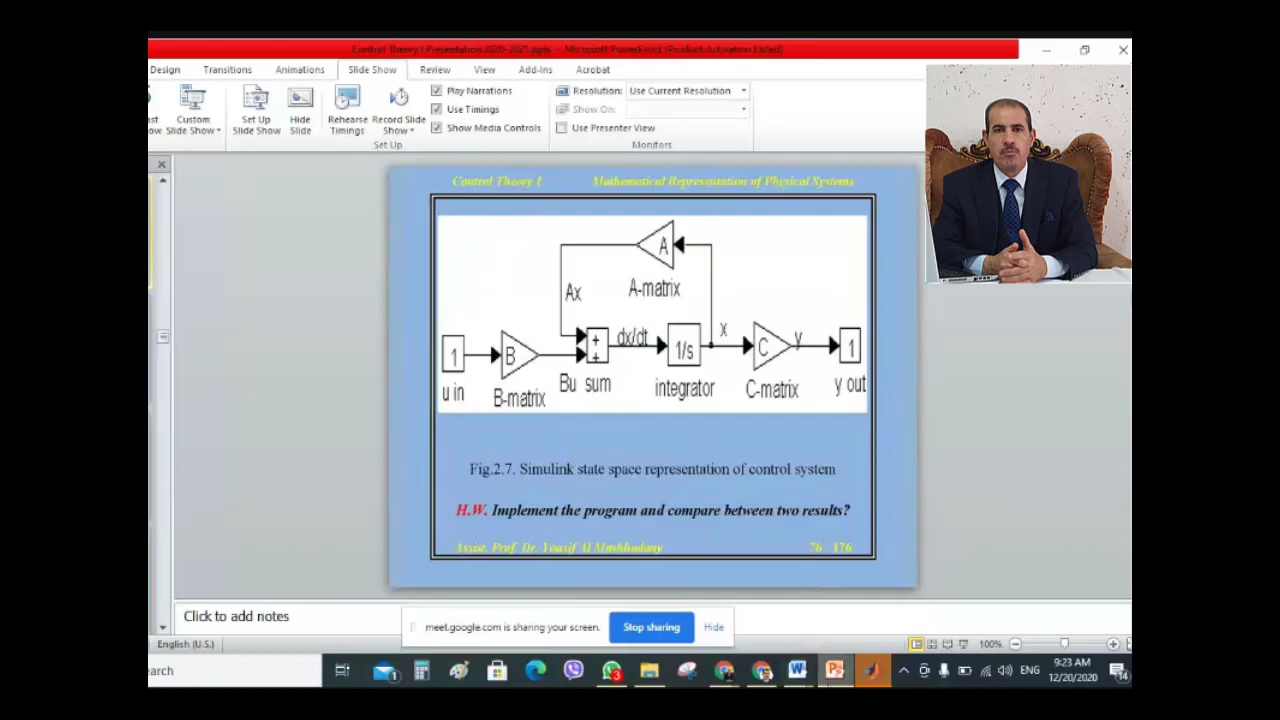 Control Theory I Presentation 2020-2021.pptx - Microsoft PowerPoint (Product Activation Failed)
Design Transitions Animations Slide Show Review View Add-Ins Acrobat
Custom Slide Show
Set Up Slide Show
Hide Slide
Rehearse Timings
Record Slide Show
Play Narrations
Use Timings
Show Media Controls
Set Up
Resolution: Use Current Resolution
Show On:
Use Presenter View
Monitors
Control Theory I Mathematical Representation of Physical Systems
A
A-matrix
Ax
1
u in
B
B-matrix
Bu
+
+
sum
dx/dt
1/s
integrator
x
C
C-matrix
y
1
y out
Fig.2.7. Simulink state space representation of control system
H.W. Implement the program and compare between two results?
Assist. Prof. Dr. Yousif Al Mashhadany 76 176
Click to add notes
meet.google.com is sharing your screen. Stop sharing Hide
English (U.S.) 100%
earch
1
3
ENG
9:23 AM
12/20/2020
14